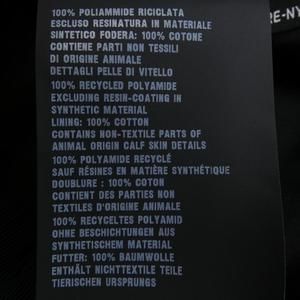 100% POLIAMMIDE RICICLATA
ESCLUSO RESINATURA IN MATERIALE
SINTETICO FODERA: 100% COTONE
CONTIENE PARTI NON TESSILI
DI ORIGINE ANIMALE
DETTAGLI PELLE DI VITELLO
100% RECYCLED POLYAMIDE
EXCLUDING RESIN-COATING IN
SYNTHETIC MATERIAL
LINING: 100% COTTON
CONTAINS NON-TEXTILE PARTS OF
ANIMAL ORIGIN CALF SKIN DETAILS
100% POLYAMIDE RECYCLÉ
SAUF RÉSINES EN MATIÈRE SYNTHÉTIQUE
DOUBLURE : 100% COTON
CONTIENT DES PARTIES NON
TEXTILES D'ORIGINE ANIMALE
100% RECYCELTES POLYAMID
OHNE BESCHICHTUNGEN AUS
SYNTHETISCHEM MATERIAL
FUTTER: 100% BAUMWOLLE
ENTHÄLT NICHTTEXTILE TEILE
TIERISCHEN URSPRUNGS
RE-NY